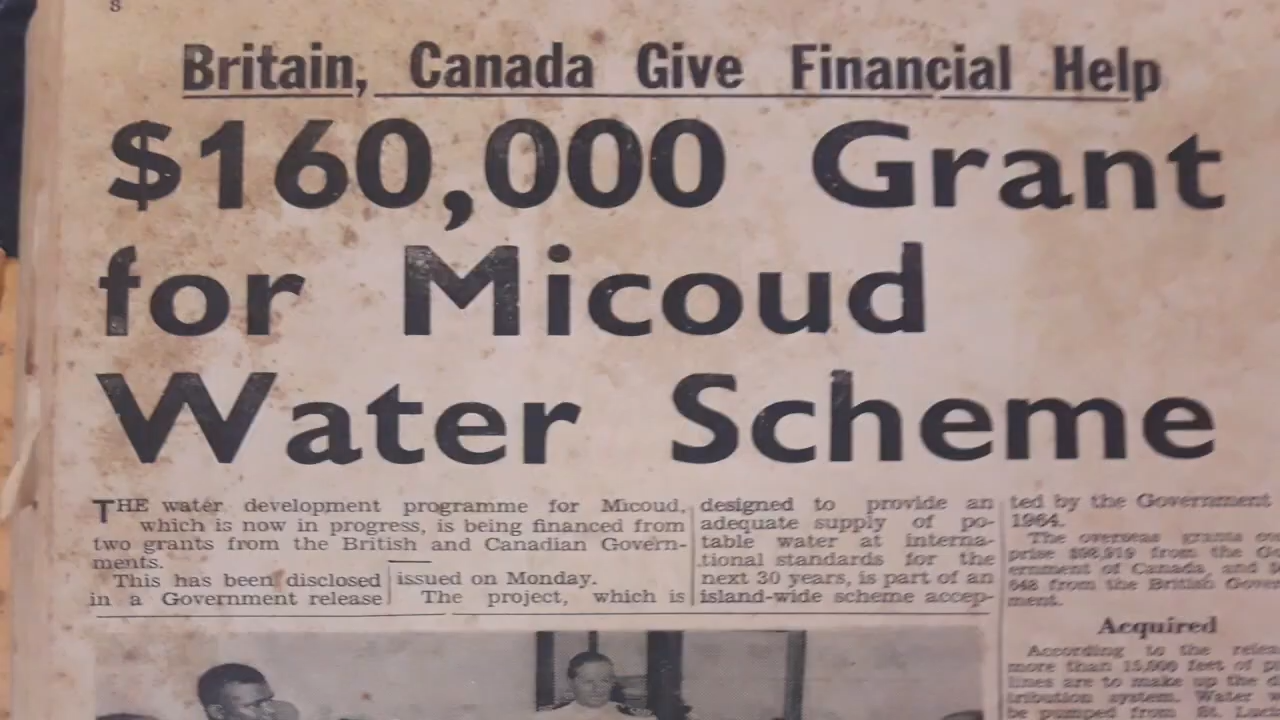 8
Britain, Canada Give Financial Help
$160,000 Grant
for Micoud
Water Scheme
THE water development programme for Micoud,
which is now in progress, is being financed from
two grants from the British and Canadian Govern-
ments.
This has been disclosed
in a Government release
issued on Monday.
The project, which is
designed to provide an
adequate supply of po-
table water at interna-
tional standards for the
next 30 years, is part of an
island-wide scheme accep-
ted by the Government
1964.
The overseas grants
prise from the
ernment of Canada, and
648 from the British
ment.
Acquired
According to the
more than 15,000 feet of
lines are to make up the
tribution system. Water
be pumped from St.